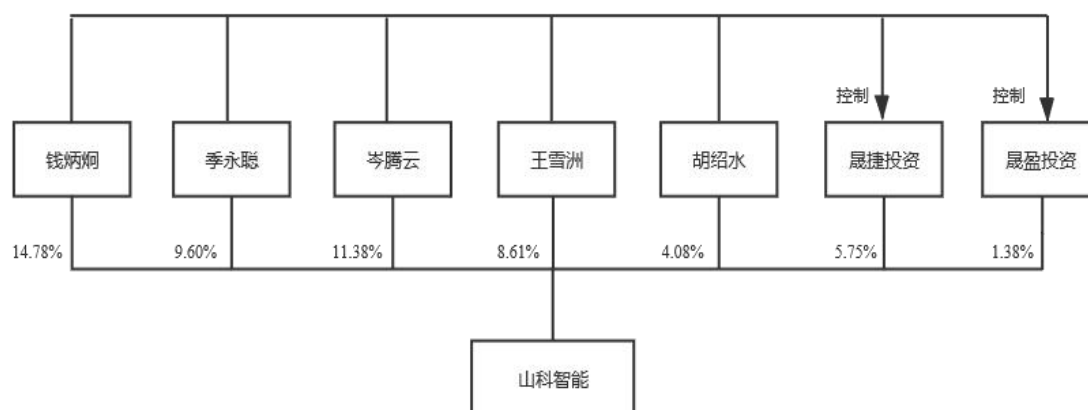 控制 控制
钱炳炯 季永聪 岑腾云 王雪洲 胡绍水 晟捷投资 晟盈投资
14.78% 9.60% 11.38% 8.61% 4.08% 5.75% 1.38%
山科智能